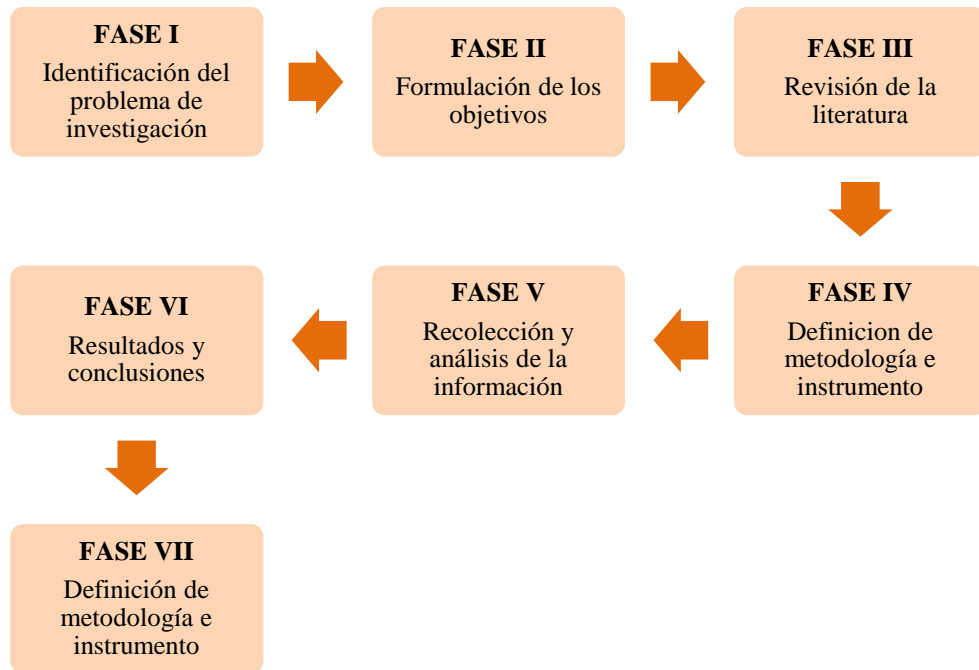 FASE I
Identificación del
problema de
investigación
FASE II
Formulación de los
objetivos
FASE III
Revisión de la
literatura
FASE IV
Definicion de
metodología e
instrumento
FASE V
Recolección y
análisis de la
información
FASE VI
Resultados y
conclusiones
FASE VII
Definición de
metodología e
instrumento